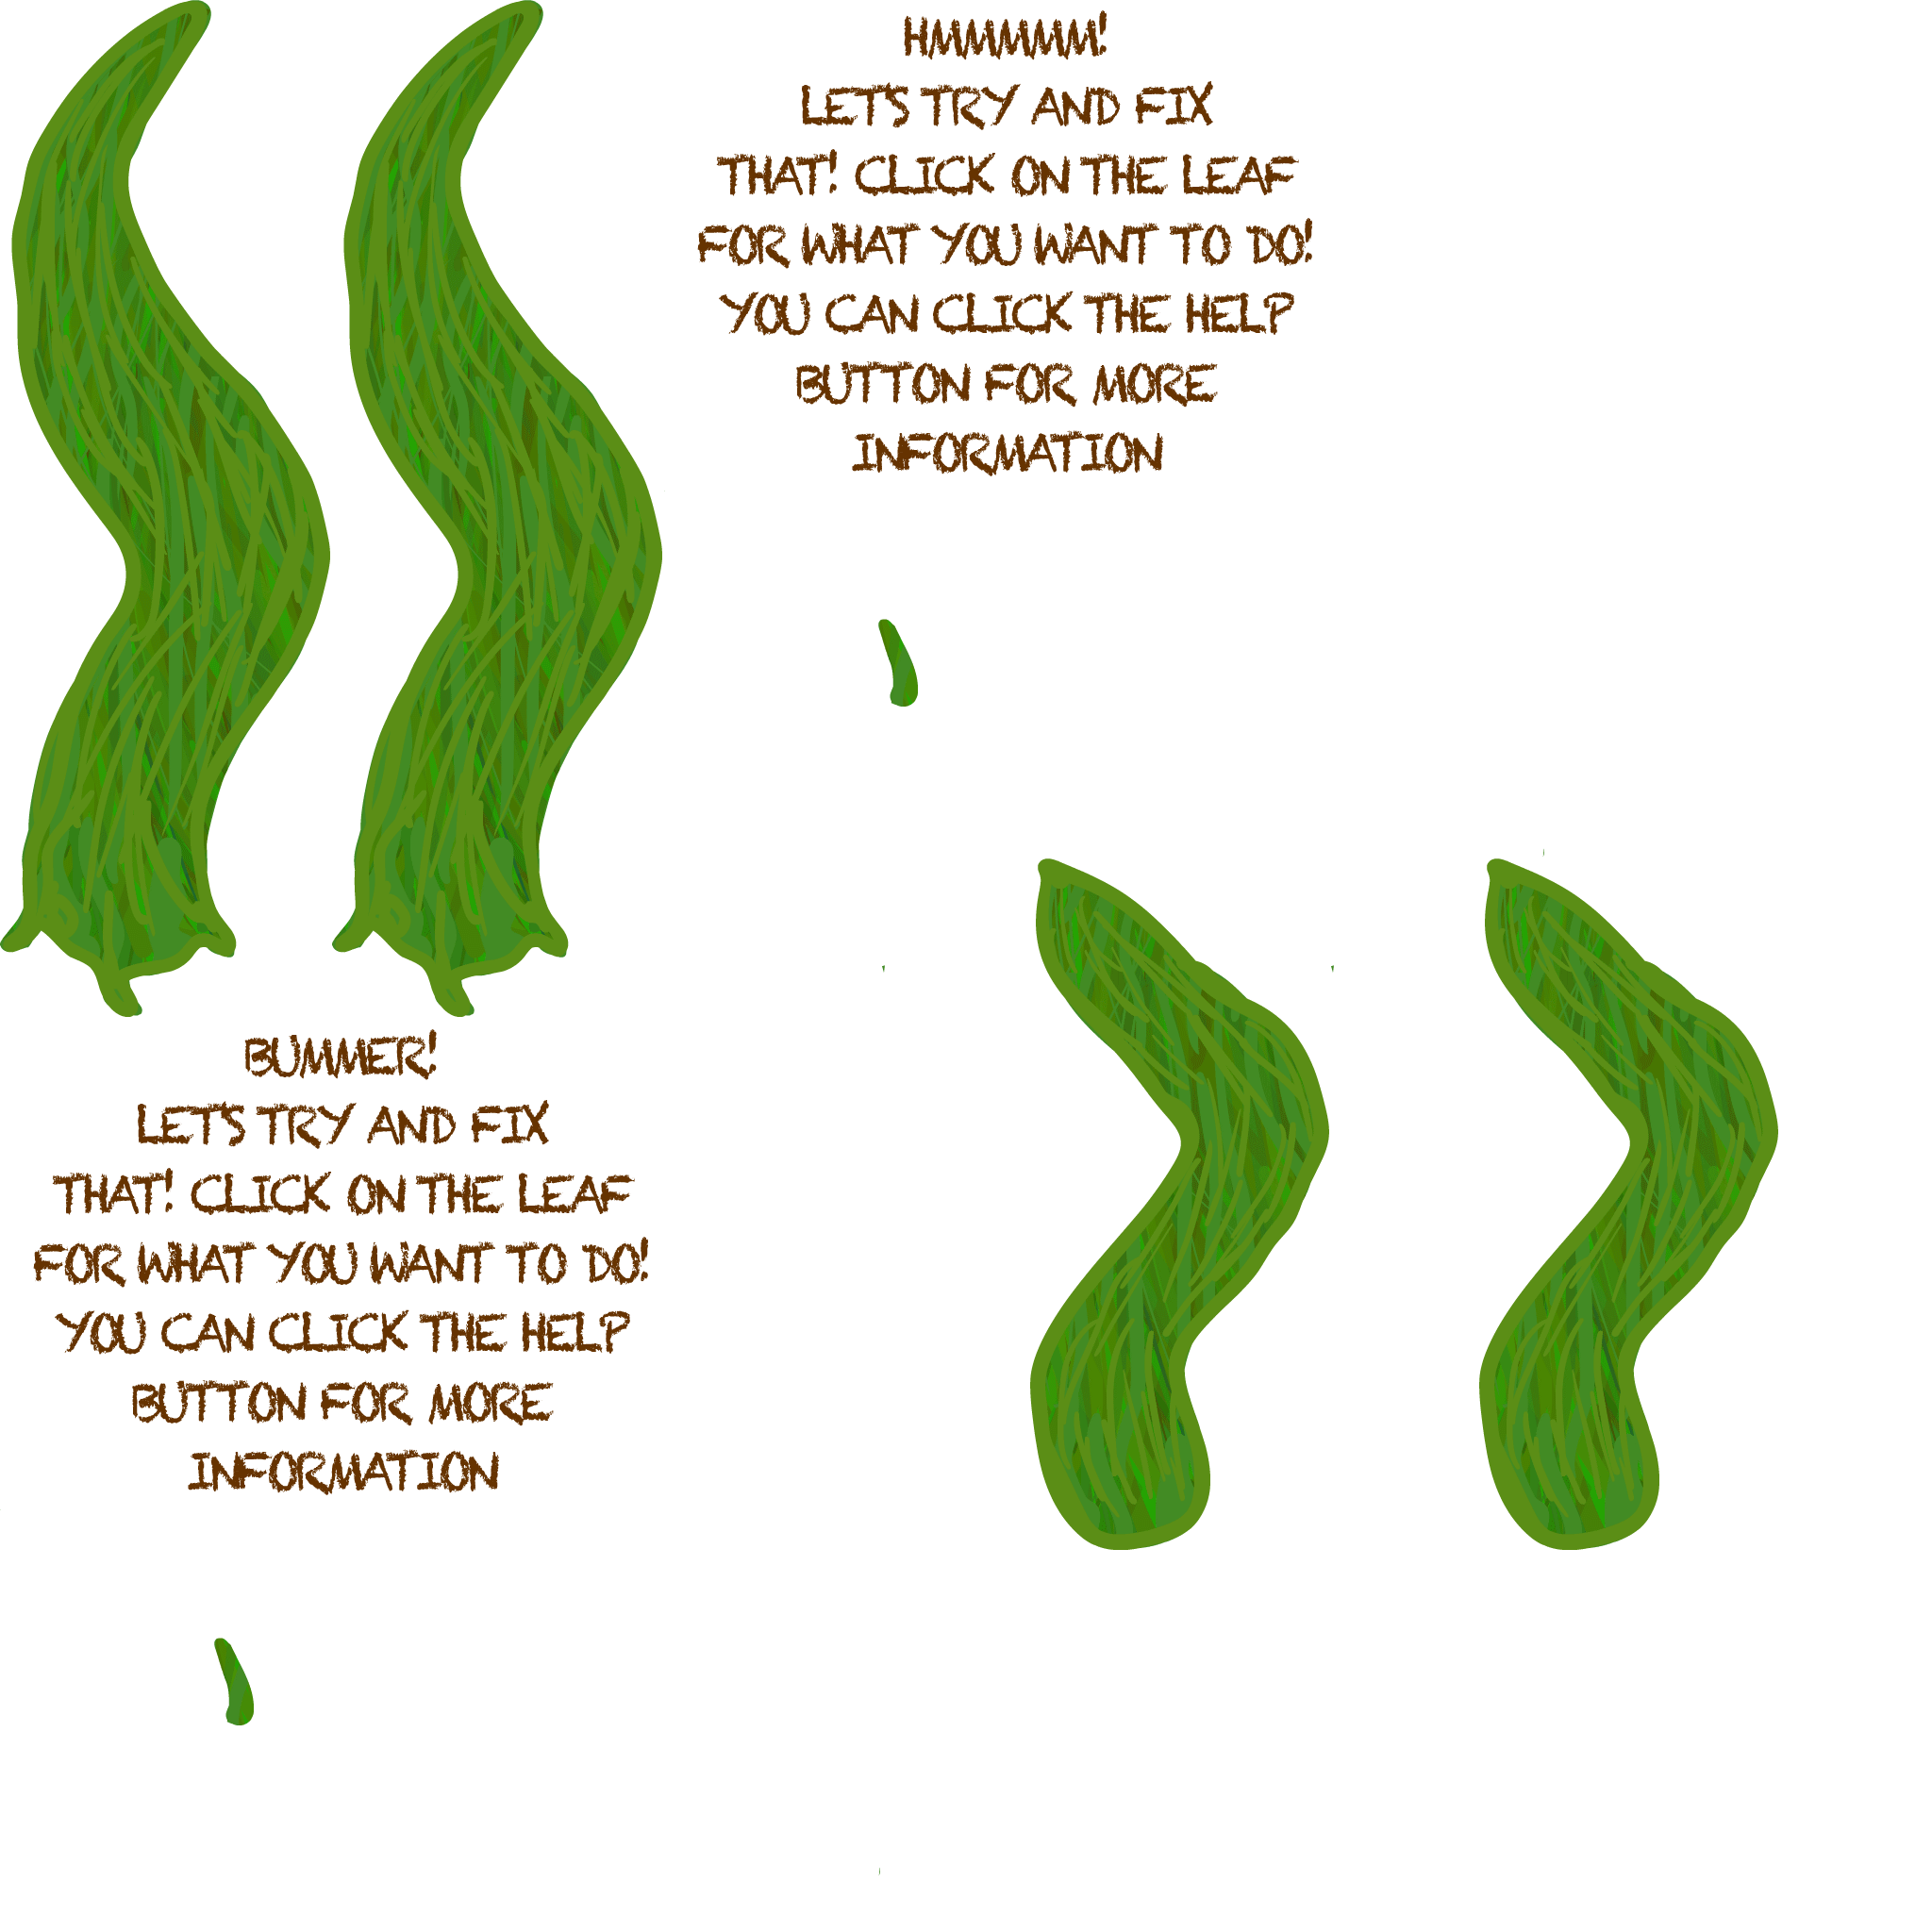 HMMMMMM!
LET'S TRY AND FIX
THAT! CLICK ON THE LEAF
FOR WHAT YOU WANT TO DO!
YOU CAN CLICK THE HELP
BUTTON FOR MORE
INFORMATION
BUMMER!
LET'S TRY AND FIX
THAT! CLICK ON THE LEAF
FOR WHAT YOU WANT TO DO!
YOU CAN CLICK THE HELP
BUTTON FOR MORE
INFORMATION